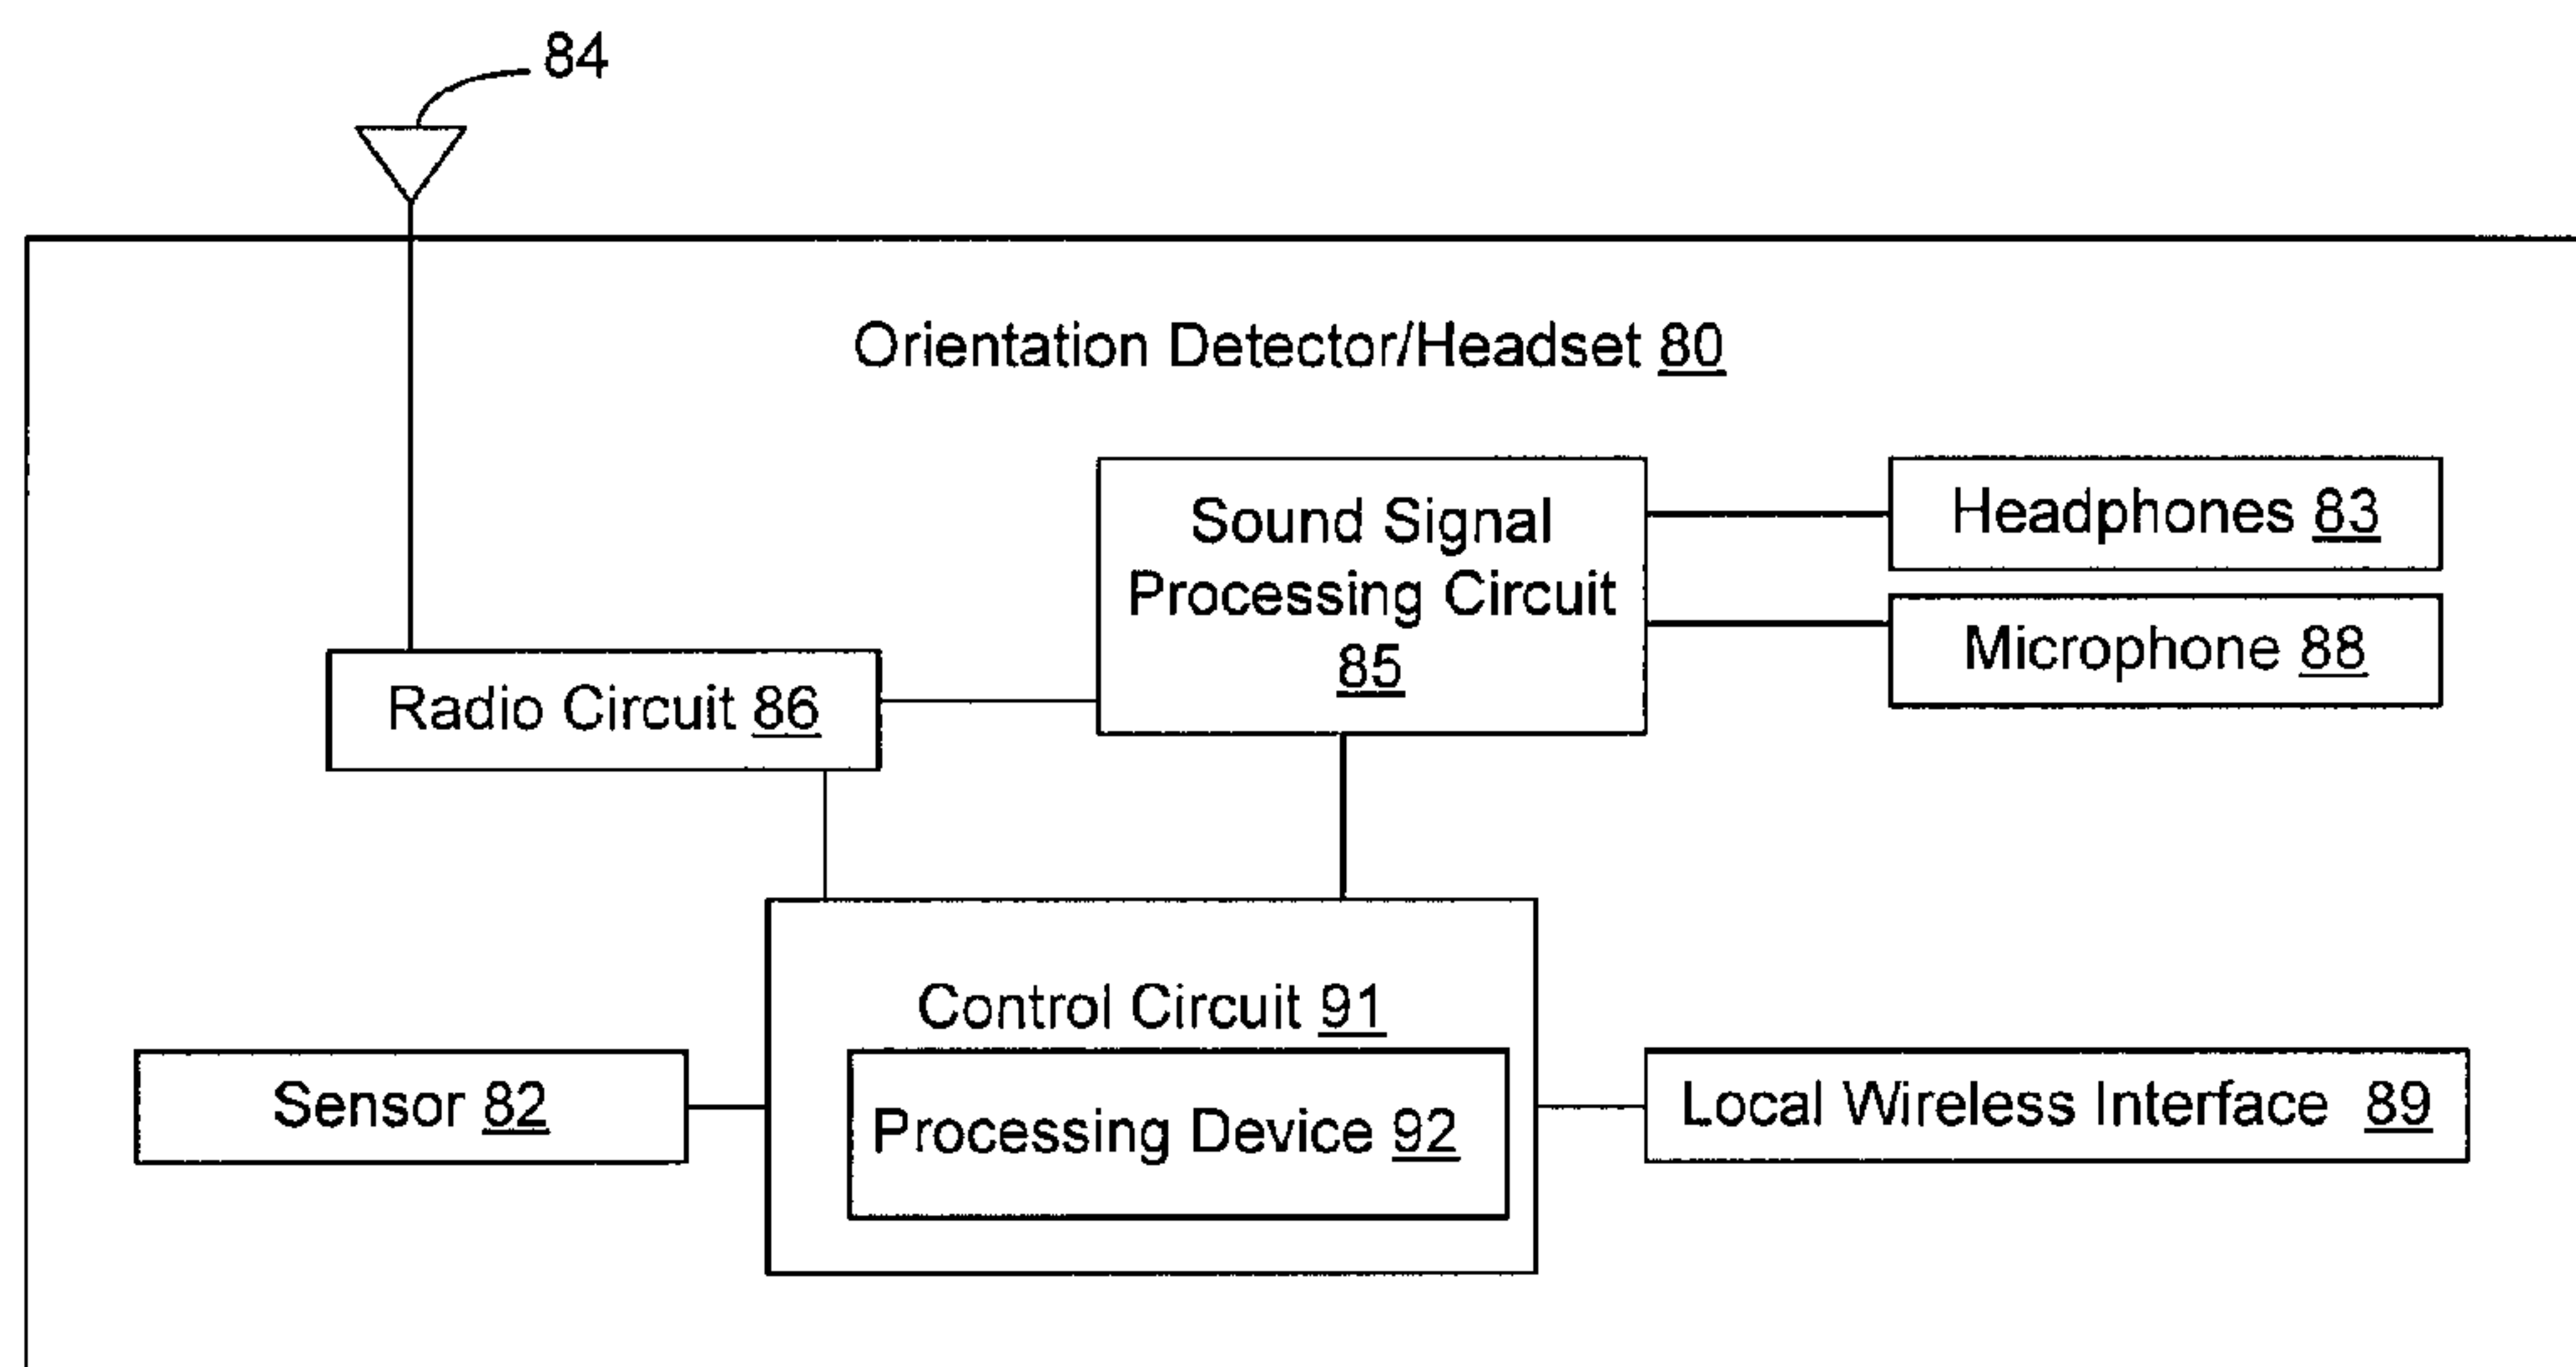 84
Orientation Detector/Headset 80
Sound Signal
Processing Circuit
85
Headphones 83
Microphone 88
Radio Circuit 86
Control Circuit 91
Sensor 82
Processing Device 92
Local Wireless Interface 89